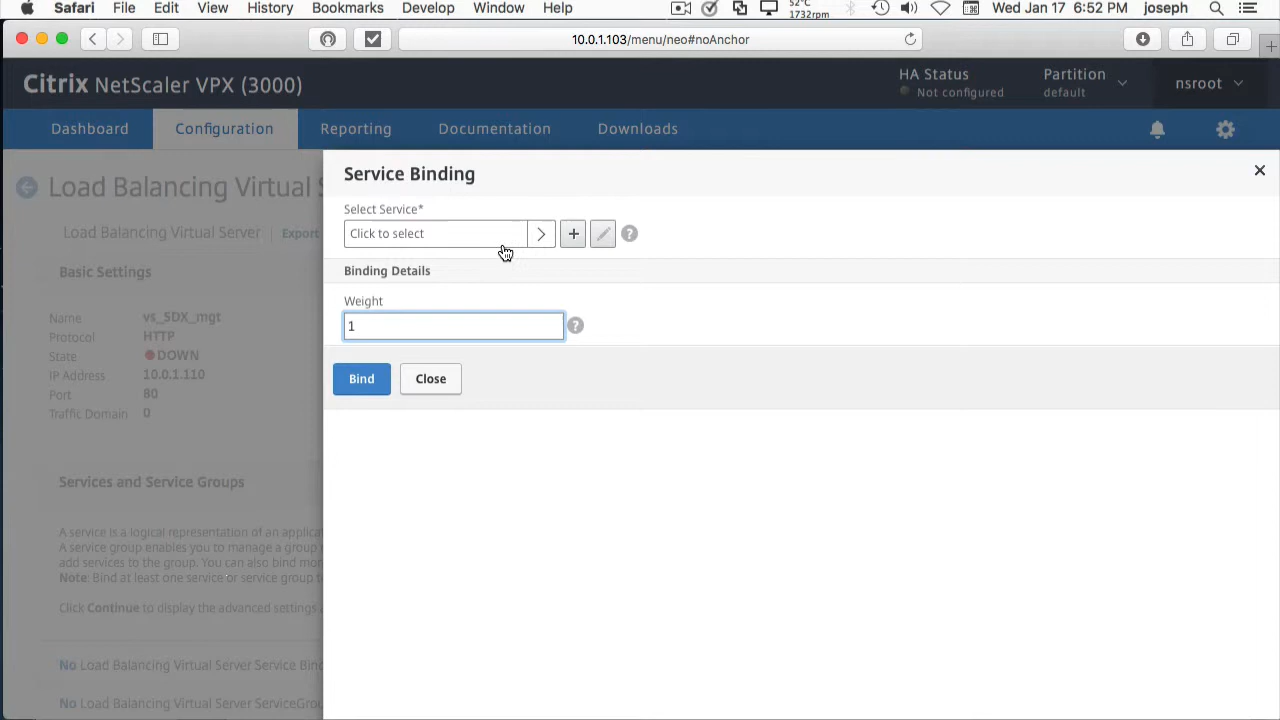 Safari File Edit View History Bookmarks Develop Window Help 52°C 1732rpm Wed Jan 17 6:52 PM joseph
10.0.1.103/menu/neo#noAnchor
Citrix NetScaler VPX (3000)
HA Status
Not configured
Partition
default
nsroot
Dashboard Configuration Reporting Documentation Downloads
Load Balancing Virtual S
Load Balancing Virtual Server | Export
Basic Settings
Name vs_SDX_mgt
Protocol HTTP
State DOWN
IP Address 10.0.1.110
Port 80
Traffic Domain 0
Services and Service Groups
A service is a logical representation of an applica
A service group enables you to manage a group
add services to the group. You can also bind mor
Note: Bind at least one service or service group t
Click Continue to display the advanced settings
No Load Balancing Virtual Server Service Bind
No Load Balancing Virtual Server ServiceGrou
Service Binding
×
Select Service*
Click to select
+
?
Binding Details
Weight
1
?
Bind Close